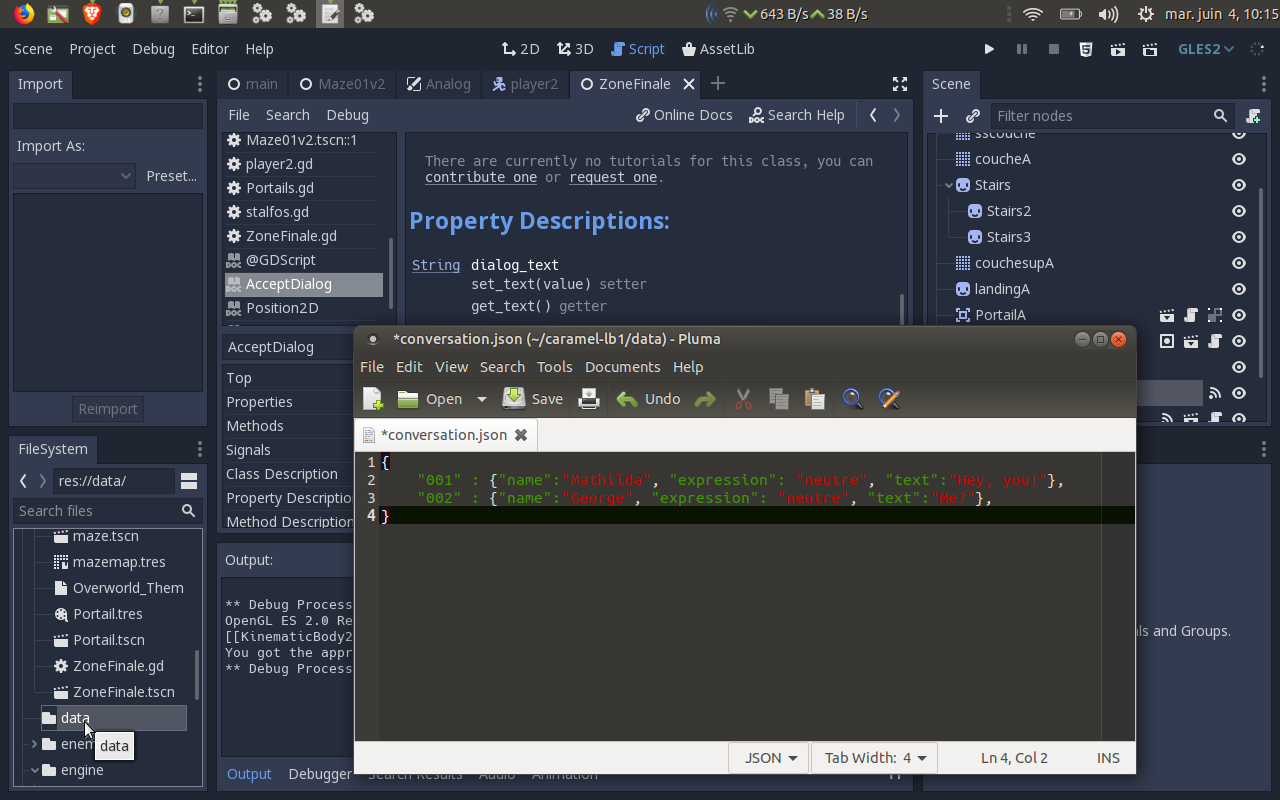 643 B/s 38 B/s mar. juin 4, 10:15
Scene Project Debug Editor Help 2D 3D Script AssetLib GLES2
Import main Maze01v2 Analog player2 ZoneFinale Scene
File Search Debug Online Docs Search Help Filter nodes
Import As:
Preset...
Reimport
Maze01v2.tscn::1
player2.gd
Portails.gd
stalfos.gd
ZoneFinale.gd
@GDScript
AcceptDialog
Position2D
AcceptDialog
Top
Properties
Methods
Signals
Class Description
Property Descriptio
Method Description
There are currently no tutorials for this class, you can
contribute one or request one.
Property Descriptions:
String dialog_text
set_text(value) setter
get_text() getter
sscouche
coucheA
Stairs
Stairs2
Stairs3
couchesupA
landingA
PortailA
ls and Groups.
FileSystem
res://data/
Search files
maze.tscn
mazemap.tres
Overworld_Them
Portail.tres
Portail.tscn
ZoneFinale.gd
ZoneFinale.tscn
data
enem
data
engine
Output:
** Debug Process
OpenGL ES 2.0 Re
[[KinematicBody2
You got the appr
** Debug Process
Output Debugger Search Results Audio Animation
*conversation.json (~/caramel-lb1/data) - Pluma
File Edit View Search Tools Documents Help
Open Save Undo
*conversation.json
1 {
2 "001" : {"name":"Mathilda", "expression": "neutre", "text":"Hey, you!"},
3 "002" : {"name":"George", "expression": "neutre", "text":"Me?"},
4 }
JSON Tab Width: 4 Ln 4, Col 2 INS